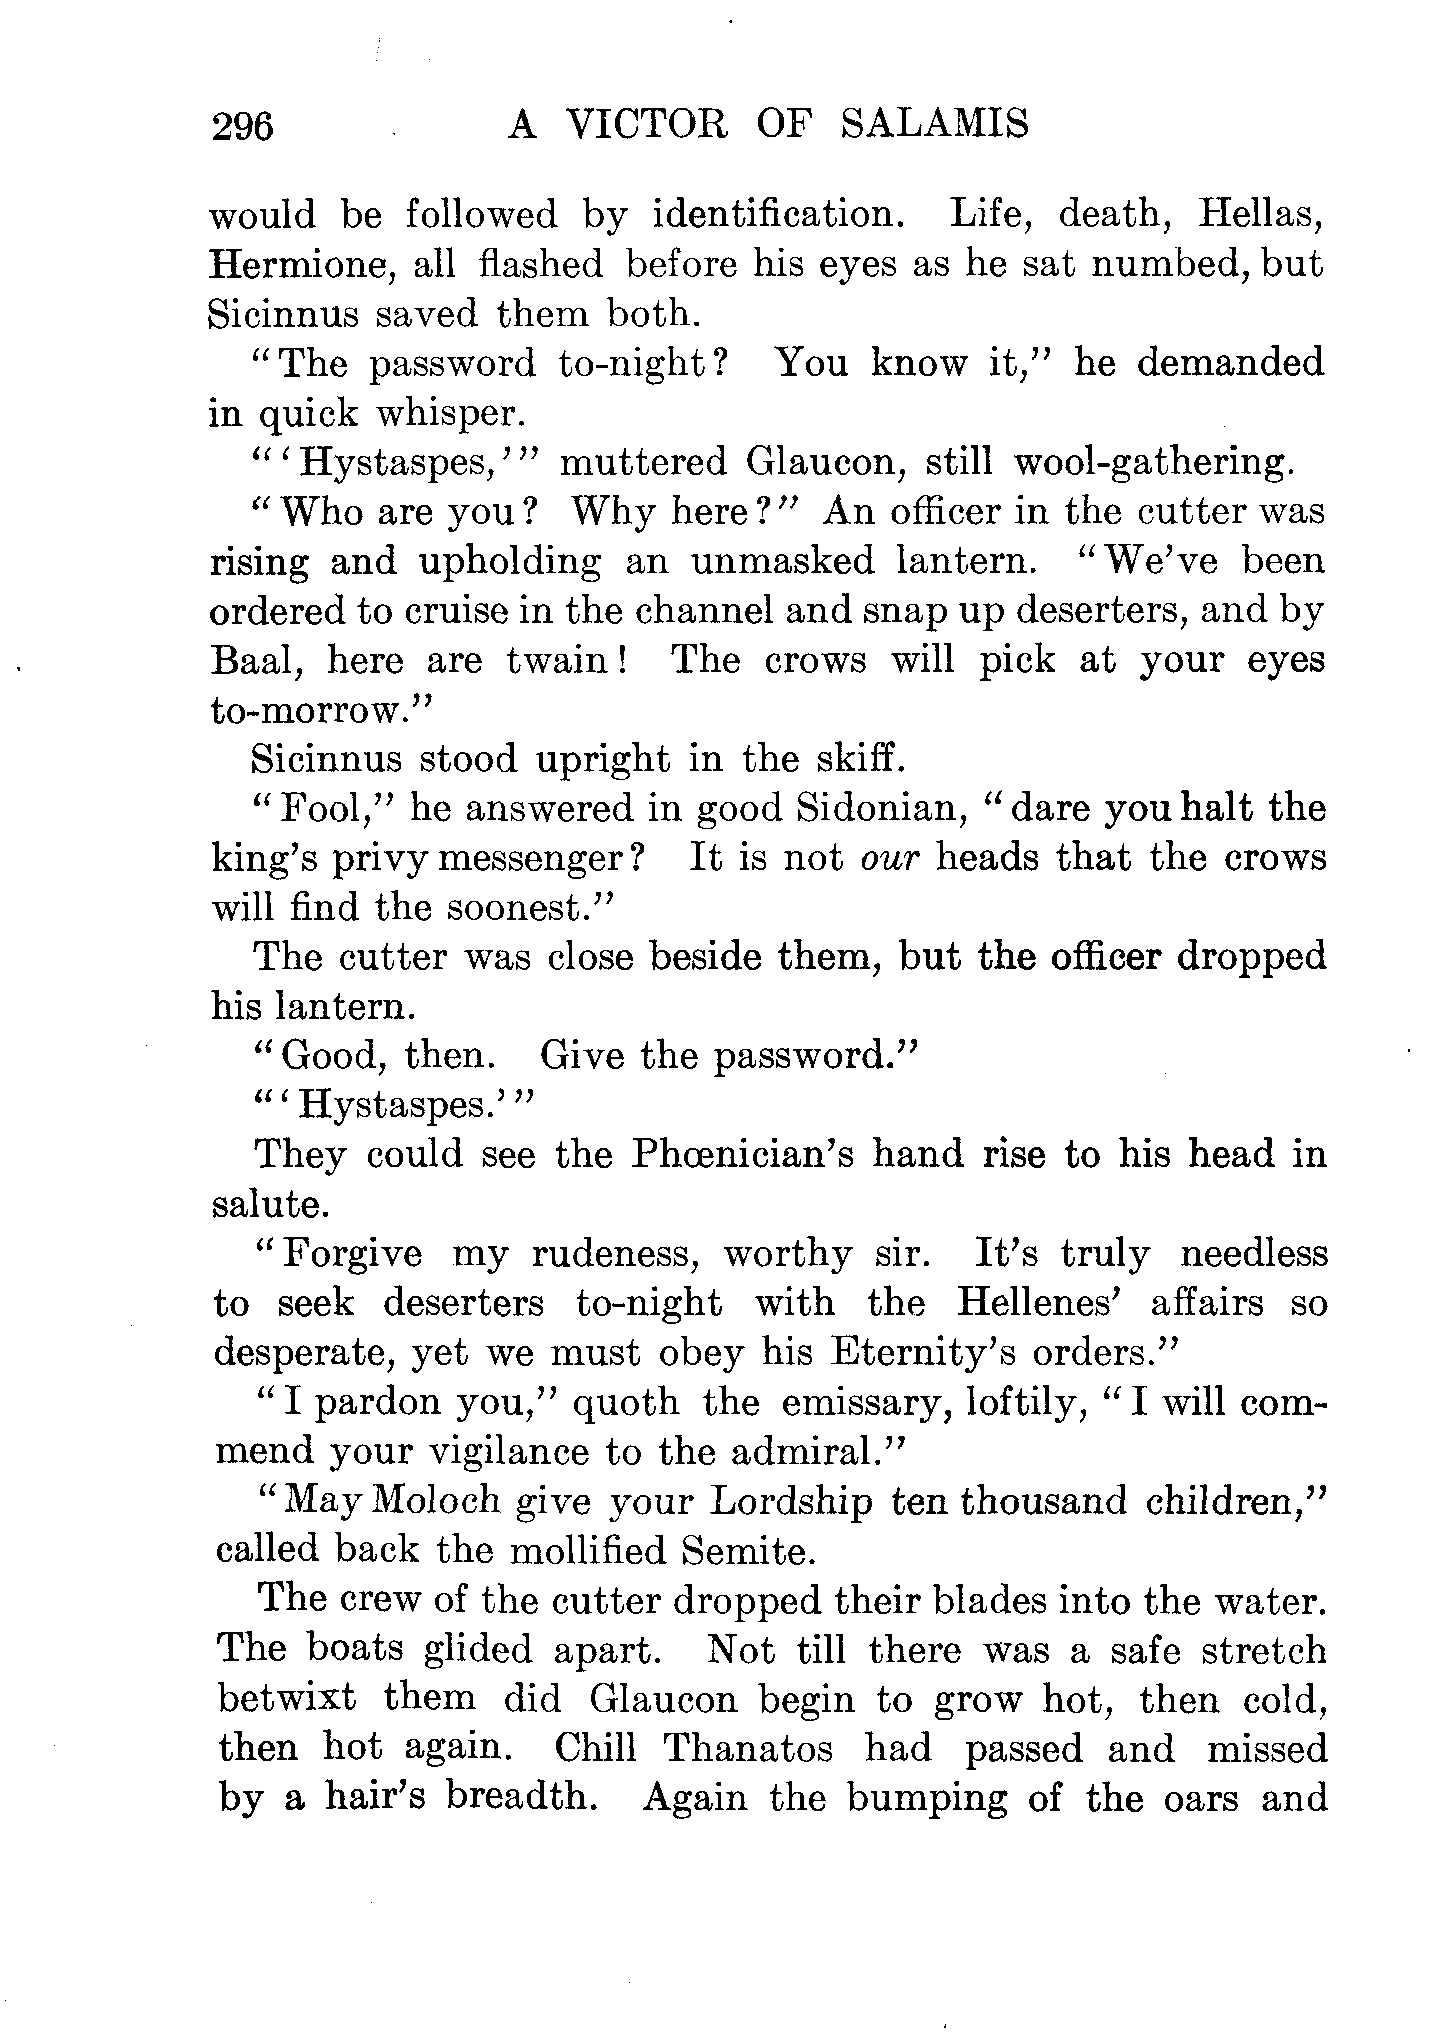 296 A VICTOR OF SALAMIS
would be followed by identification. Life, death, Hellas,
Hermione, all flashed before his eyes as he sat numbed, but
Sicinnus saved them both.
“The password to-night? You know it,” he demanded
in quick whisper.
“‘Hystaspes,’” muttered Glaucon, still wool-gathering.
“Who are you? Why here?” An officer in the cutter was
rising and upholding an unmasked lantern. “We’ve been
ordered to cruise in the channel and snap up deserters, and by
Baal, here are twain! The crows will pick at your eyes
to-morrow.”
Sicinnus stood upright in the skiff.
“Fool,” he answered in good Sidonian, “dare you halt the
king’s privy messenger? It is not our heads that the crows
will find the soonest.”
The cutter was close beside them, but the officer dropped
his lantern.
“Good, then. Give the password.”
“‘Hystaspes.’”
They could see the Phœnician’s hand rise to his head in
salute.
“Forgive my rudeness, worthy sir. It’s truly needless
to seek deserters to-night with the Hellenes’ affairs so
desperate, yet we must obey his Eternity’s orders.”
“I pardon you,” quoth the emissary, loftily, “I will com-
mend your vigilance to the admiral.”
“May Moloch give your Lordship ten thousand children,”
called back the mollified Semite.
The crew of the cutter dropped their blades into the water.
The boats glided apart. Not till there was a safe stretch
betwixt them did Glaucon begin to grow hot, then cold,
then hot again. Chill Thanatos had passed and missed
by a hair’s breadth. Again the bumping of the oars and